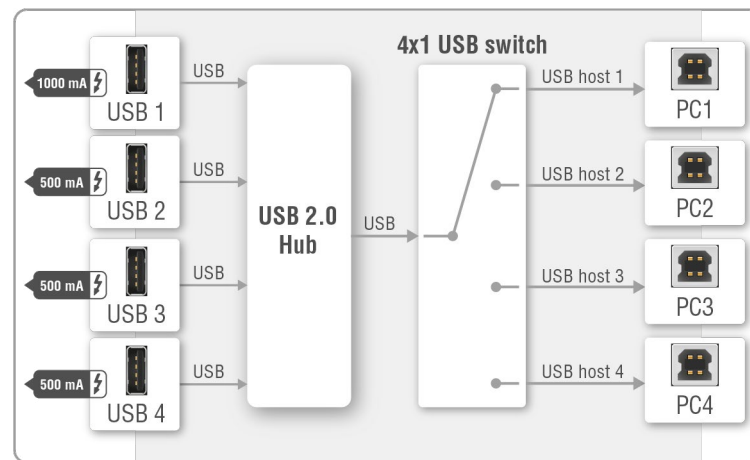 4x1 USB switch
1000 mA
USB 1
USB
500 mA
USB 2
USB
500 mA
USB 3
USB
500 mA
USB 4
USB
USB 2.0
Hub
USB
USB host 1
PC1
USB host 2
PC2
USB host 3
PC3
USB host 4
PC4